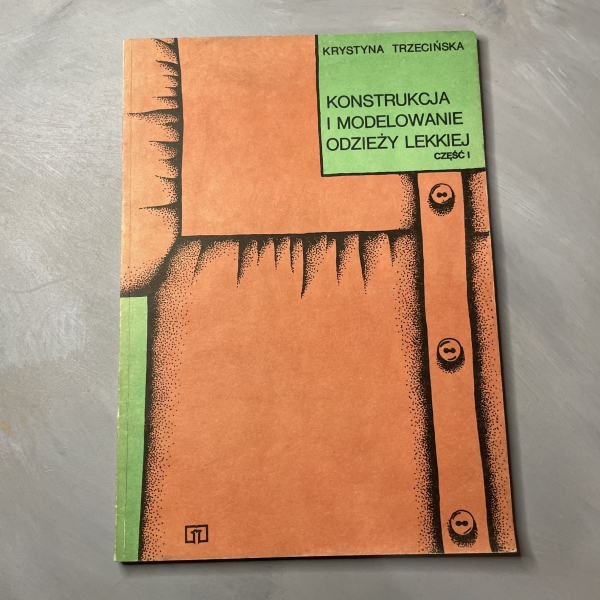 KRYSTYNA TRZECIŃSKA
KONSTRUKCJA
I MODELOWANIE
ODZIEŻY LEKKIEJ
CZĘŚĆ I